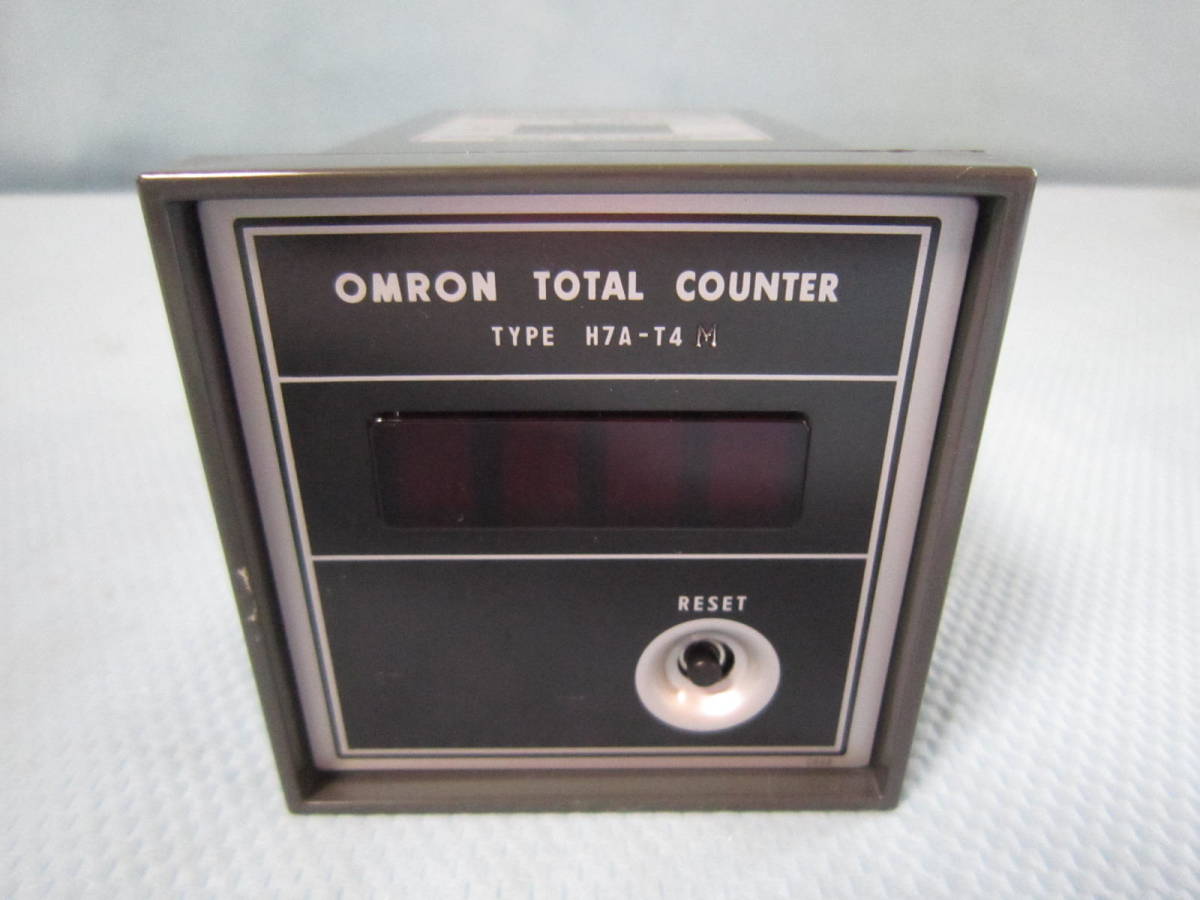 OMRON TOTAL COUNTER
TYPE H7A-T4 M
RESET